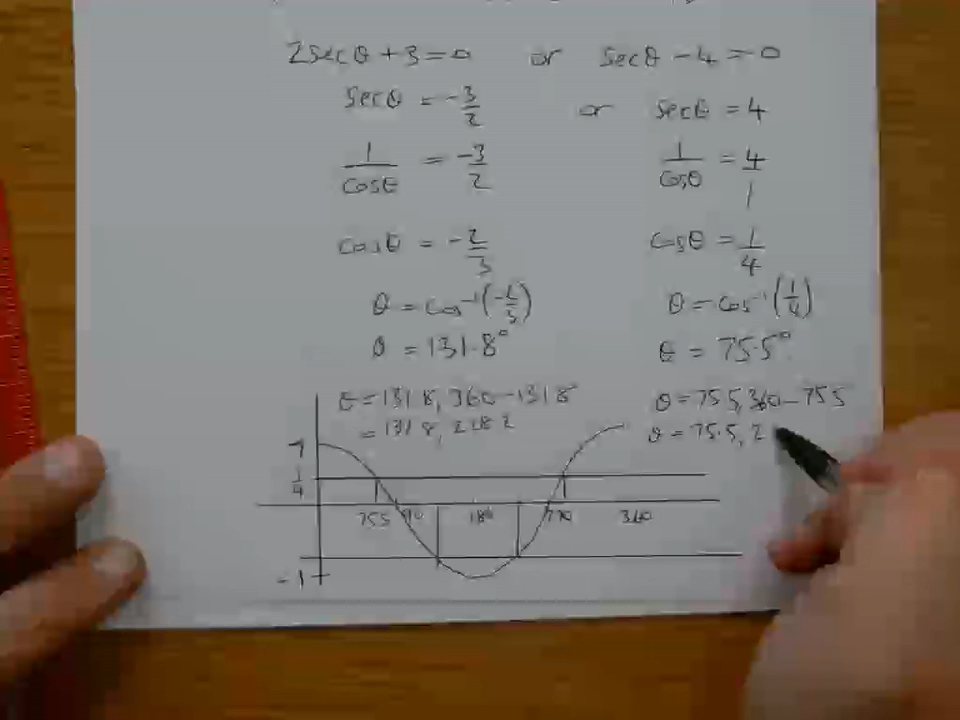 2secθ + 3 = 0 or secθ - 4 = 0
secθ = -3/2 or secθ = 4
1/cosθ = -3/2 1/cosθ = 4/1
cosθ = -2/3 cosθ = 1/4
θ = cos⁻¹(-2/3) θ = cos⁻¹(1/4)
θ = 131.8° θ = 75.5°
θ = 131.8, 360 - 131.8 θ = 75.5, 360 - 75.5
= 131.8, 228.2 θ = 75.5, 2
1
1/4
75.5 90 180 270 360
-1